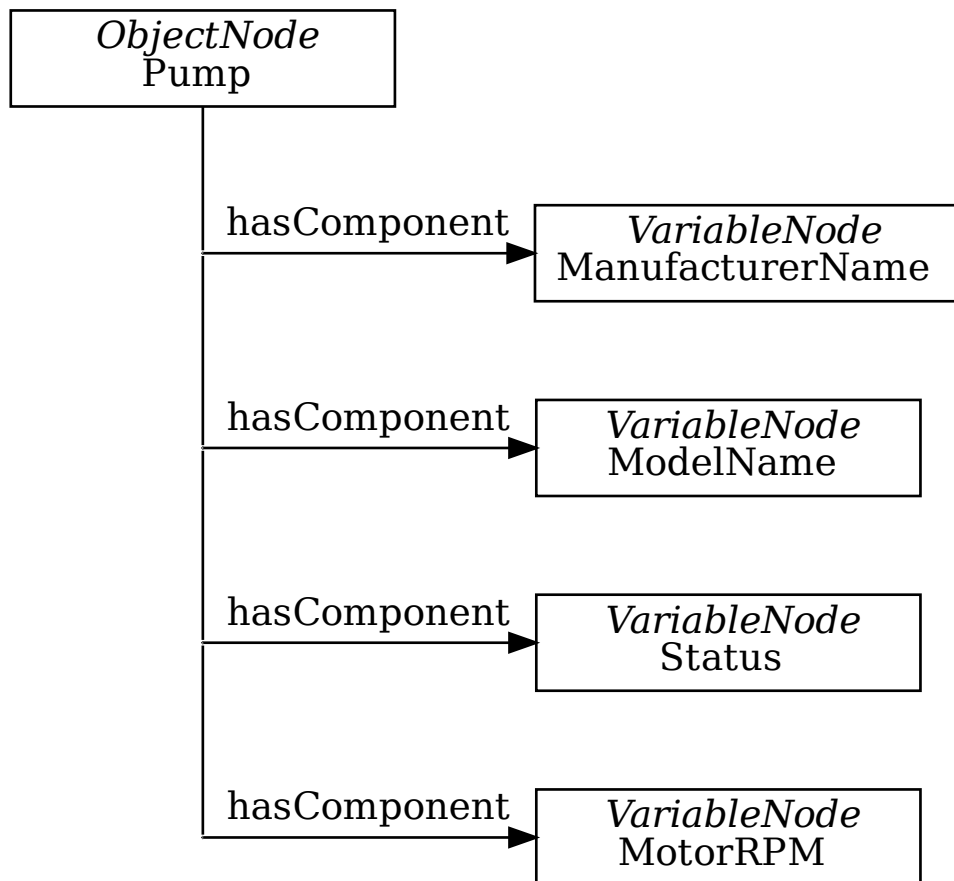 ObjectNode
Pump
hasComponent
VariableNode
ManufacturerName
hasComponent
VariableNode
ModelName
hasComponent
VariableNode
Status
hasComponent
VariableNode
MotorRPM